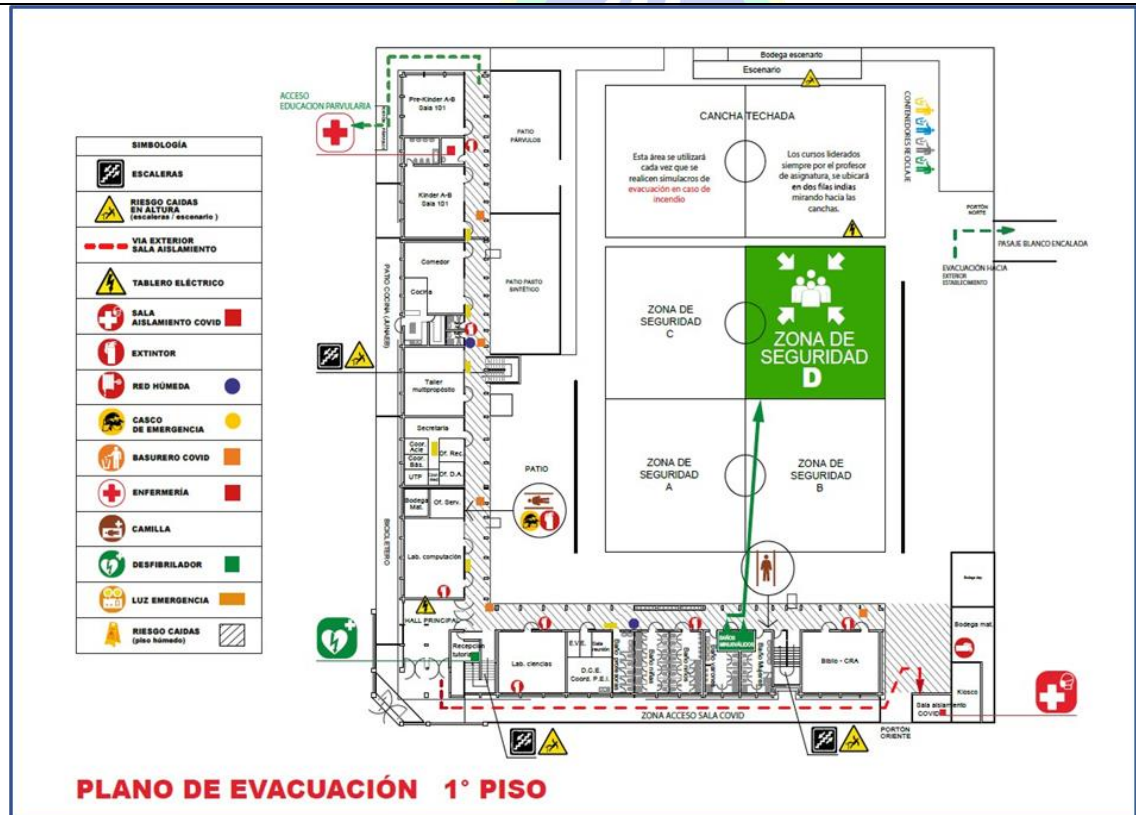 SIMBOLOGÍA
ESCALERAS
RIESGO CAIDAS
EN ALTURA
(escaleras / escenario )
VIA EXTERIOR
SALA AISLAMIENTO
TABLERO ELÉCTRICO
SALA
AISLAMIENTO COVID
EXTINTOR
RED HÚMEDA
CASCO
DE EMERGENCIA
BASURERO COVID
ENFERMERÍA
CAMILLA
DESFIBRILADOR
LUZ EMERGENCIA
RIESGO CAIDAS
(piso húmedo)
ACCESO
EDUCACION PARVULARIA
Pre-Kinder A-B
Sala 101
Kinder A-B
Sala 101
Comedor
Cocina
PATIO COCINA (JUNAEB)
Taller
multipropósito
Secretaria
Coor.
Acle
Of. Rec.
Coor.
Bás.
UTP
Of. D.A.
Bodega
Mat.
Of. Serv.
Lab. computación
BICICLETERO
HALL PRINCIPAL
PATIO
PÁRVULOS
PATIO PASTO
SINTÉTICO
PATIO
Bodega escenario
Escenario
CANCHA TECHADA
Esta área se utilizará
cada vez que se
realicen simulacros de
evacuación en caso de
incendio
Los cursos liderados
siempre por el profesor
de asignatura, se ubicará
en dos filas indias
mirando hacia las
canchas.
CONTENEDORES RECICLAJE
PORTÓN
NORTE
PASAJE BLANCO ENCALADA
EVACUACIÓN HACIA
EXTERIOR
ESTABLECIMIENTO
ZONA DE
SEGURIDAD
C
ZONA DE
SEGURIDAD
D
ZONA DE
SEGURIDAD
A
ZONA DE
SEGURIDAD
B
Recepción
tutoria
Lab. ciencias
E.V.E.
Sala
reunión
D.C.E.
Coord. P.E.I.
Biblio - CRA
Bodega mat.
Kiosco
Sala aislamiento
COVID
ZONA ACCESO SALA COVID
PORTÓN
ORIENTE
PLANO DE EVACUACIÓN 1° PISO